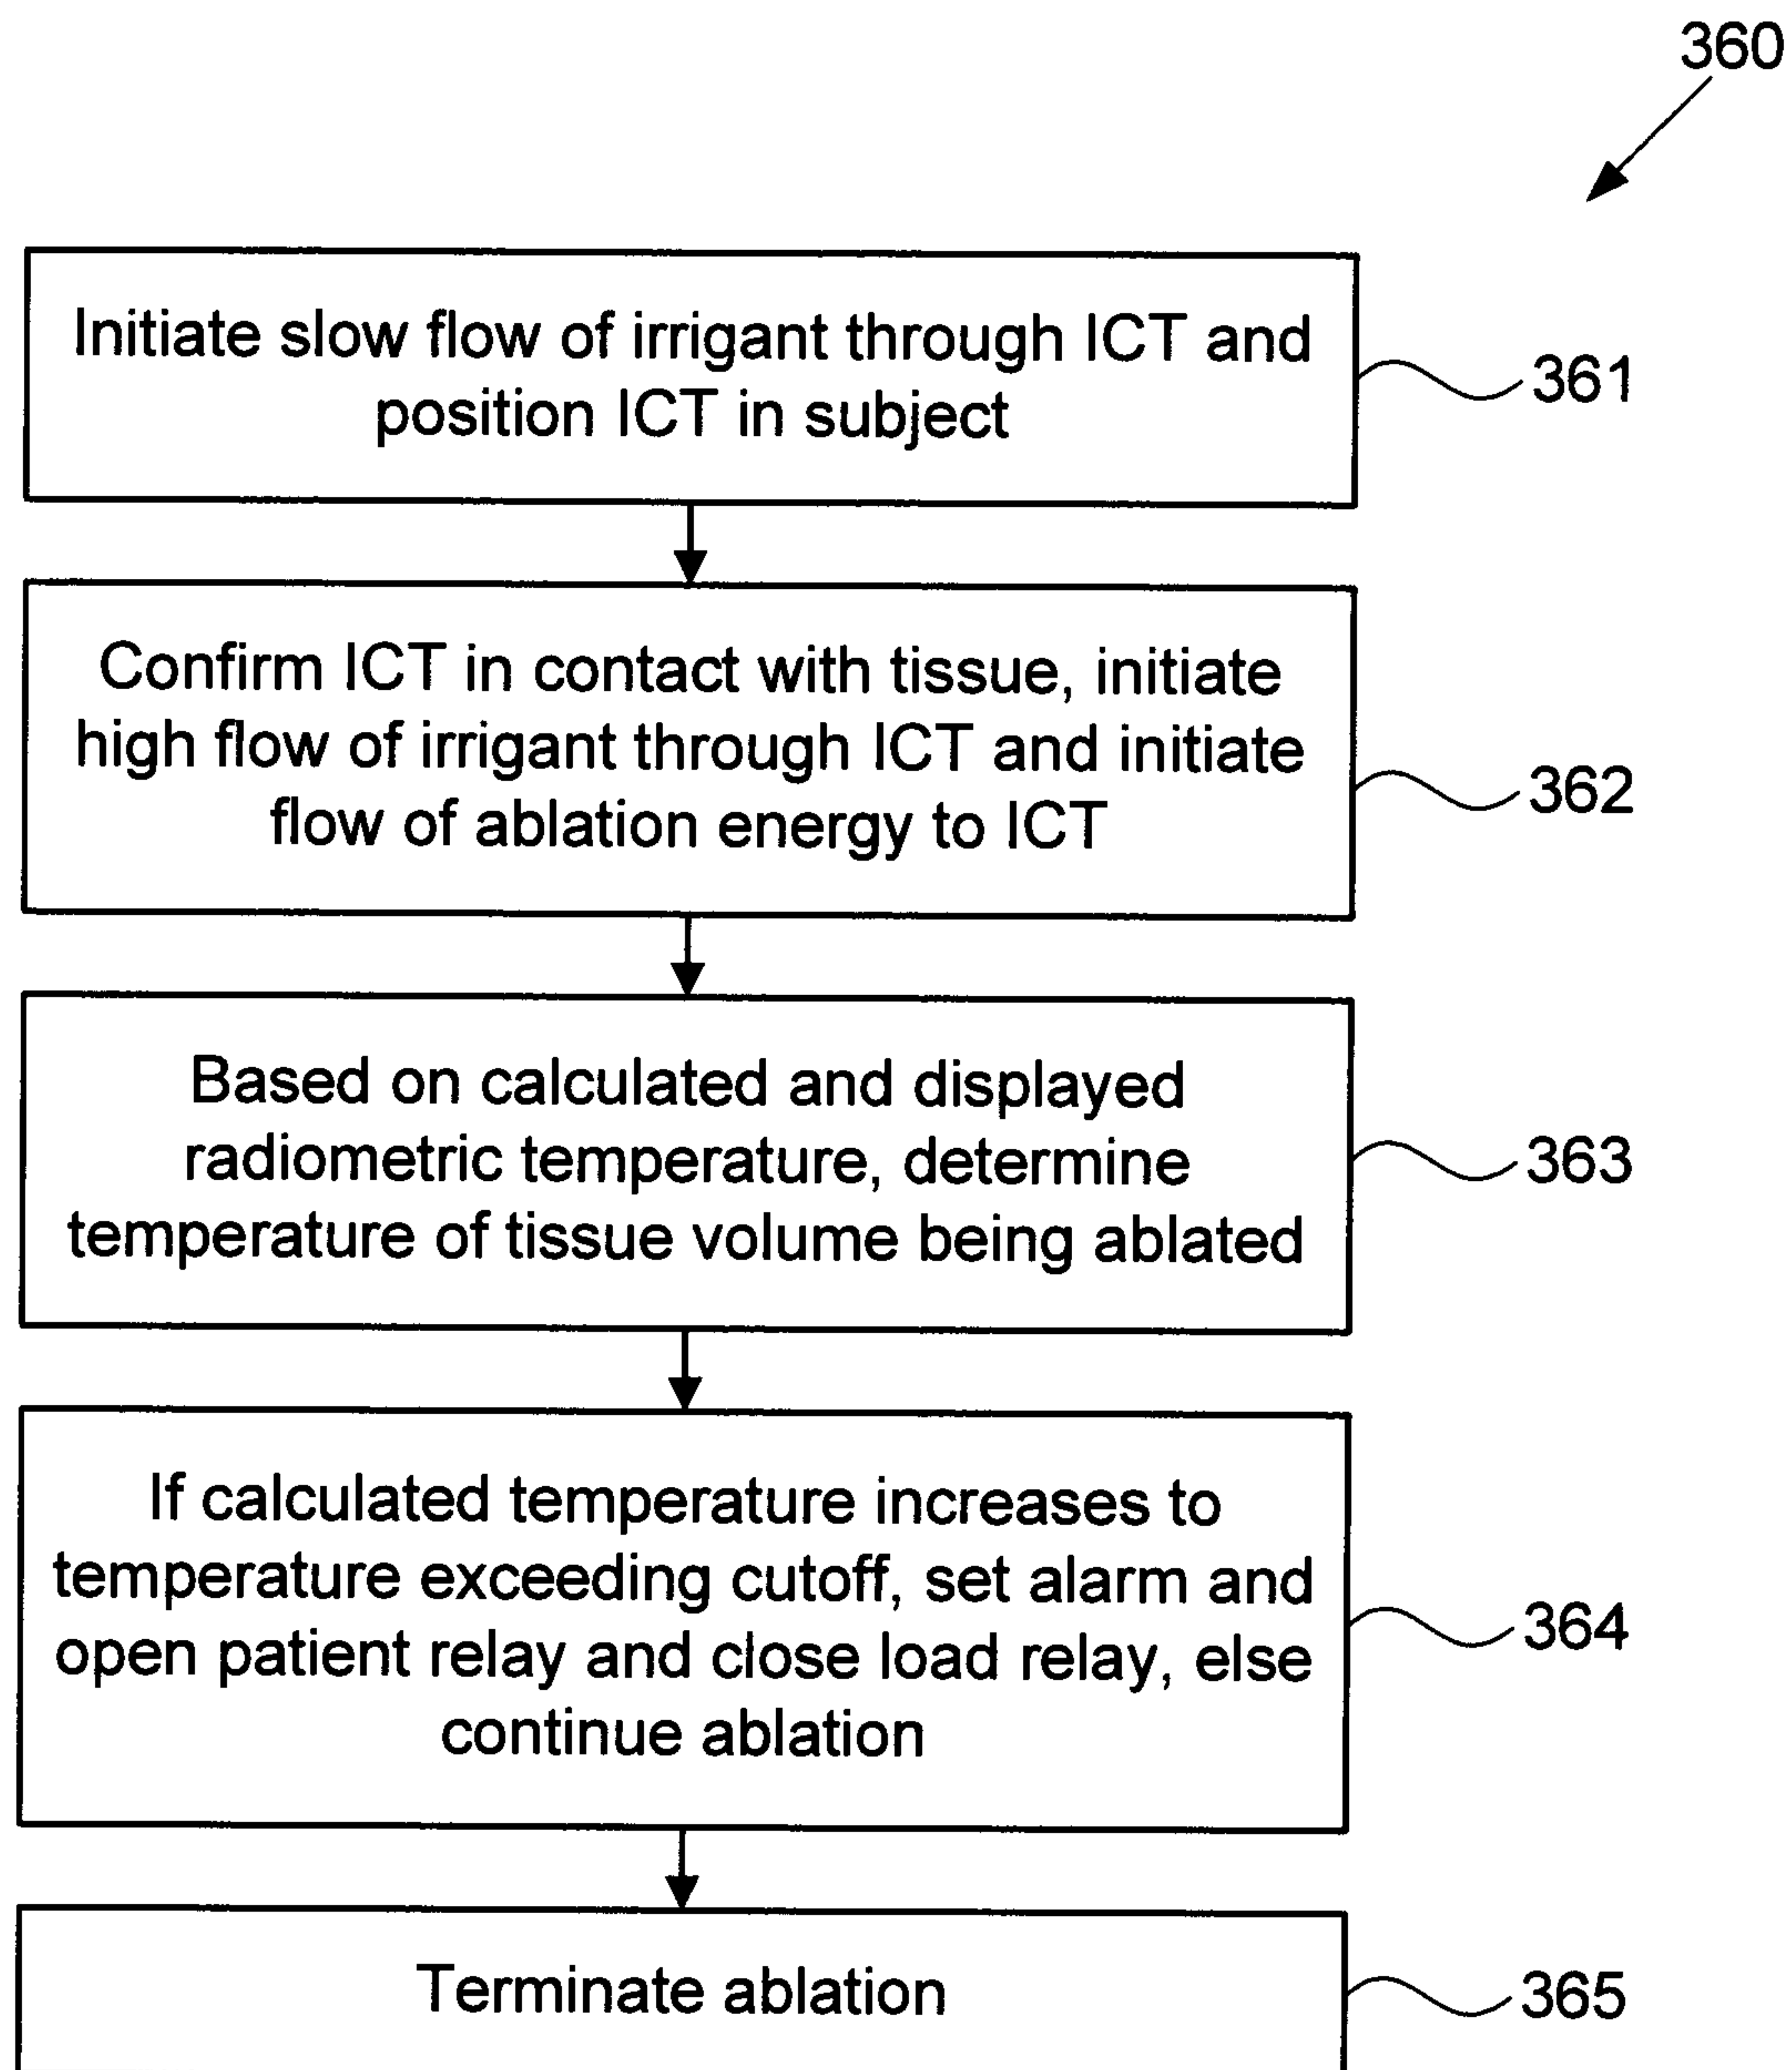 360
Initiate slow flow of irrigant through ICT and
position ICT in subject
361
Confirm ICT in contact with tissue, initiate
high flow of irrigant through ICT and initiate
flow of ablation energy to ICT
362
Based on calculated and displayed
radiometric temperature, determine
temperature of tissue volume being ablated
363
If calculated temperature increases to
temperature exceeding cutoff, set alarm and
open patient relay and close load relay, else
continue ablation
364
Terminate ablation
365